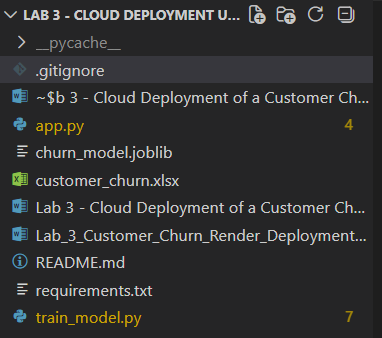 LAB 3 - CLOUD DEPLOYMENT U...
__pycache__
.gitignore
~$b 3 - Cloud Deployment of a Customer Ch...
app.py 4
churn_model.joblib
customer_churn.xlsx
Lab 3 - Cloud Deployment of a Customer Ch...
Lab_3_Customer_Churn_Render_Deployment...
README.md
requirements.txt
train_model.py 7